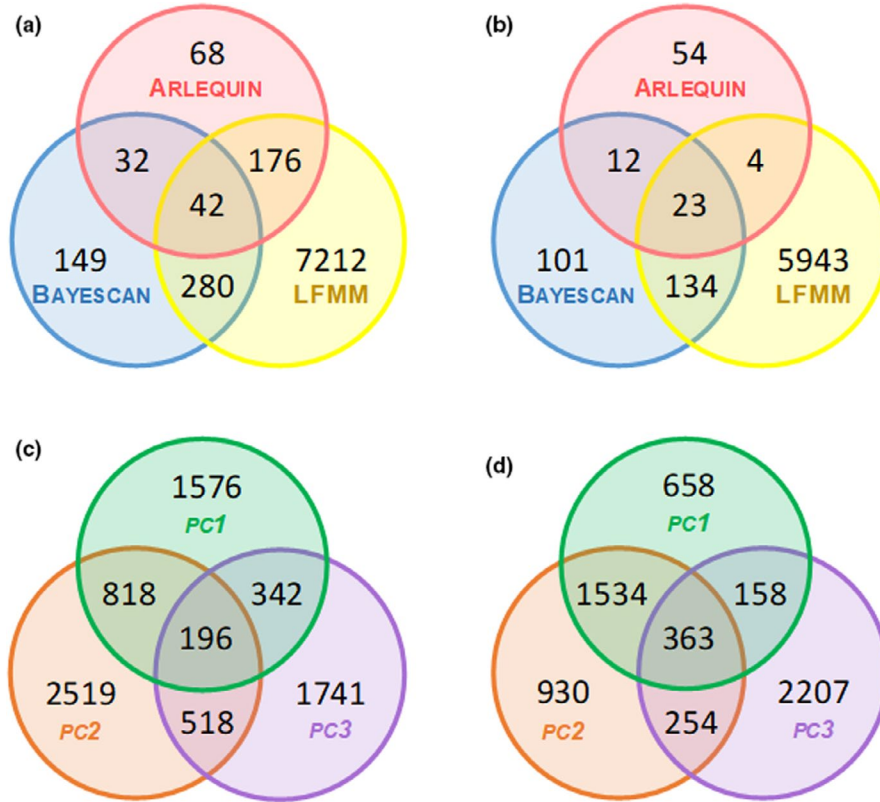 (a)
68
ARLEQUIN
32
176
42
149
BAYESCAN
280
7212
LFMM
(b)
54
ARLEQUIN
12
4
23
101
BAYESCAN
134
5943
LFMM
(c)
1576
PC1
818
342
196
2519
PC2
518
1741
PC3
(d)
658
PC1
1534
158
363
930
PC2
254
2207
PC3